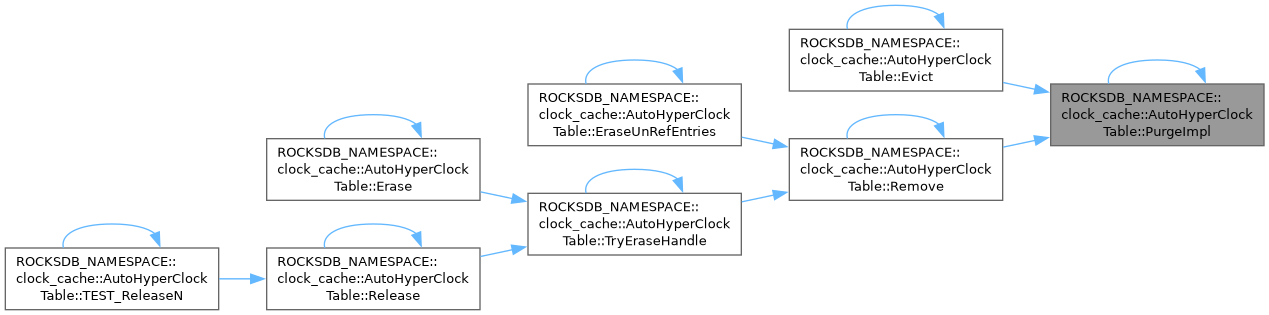 ROCKSDB_NAMESPACE::
clock_cache::AutoHyperClock
Table::Evict
ROCKSDB_NAMESPACE::
clock_cache::AutoHyperClock
Table::EraseUnRefEntries
ROCKSDB_NAMESPACE::
clock_cache::AutoHyperClock
Table::PurgeImpl
ROCKSDB_NAMESPACE::
clock_cache::AutoHyperClock
Table::Erase
ROCKSDB_NAMESPACE::
clock_cache::AutoHyperClock
Table::Remove
ROCKSDB_NAMESPACE::
clock_cache::AutoHyperClock
Table::TryEraseHandle
ROCKSDB_NAMESPACE::
clock_cache::AutoHyperClock
Table::TEST_ReleaseN
ROCKSDB_NAMESPACE::
clock_cache::AutoHyperClock
Table::Release